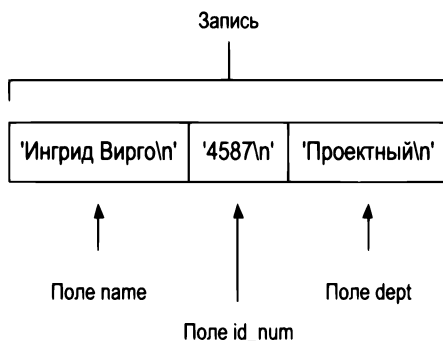 Запись
'Ингрид Вирго\n' '4587\n' 'Проектный\n'
Поле name Поле dept
Поле id_num